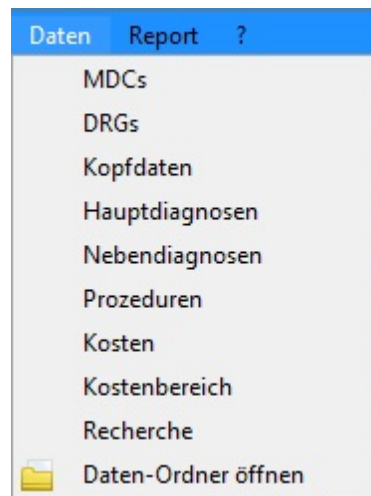 Daten Report ?
MDCs
DRGs
Kopfdaten
Hauptdiagnosen
Nebendiagnosen
Prozeduren
Kosten
Kostenbereich
Recherche
Daten-Ordner öffnen